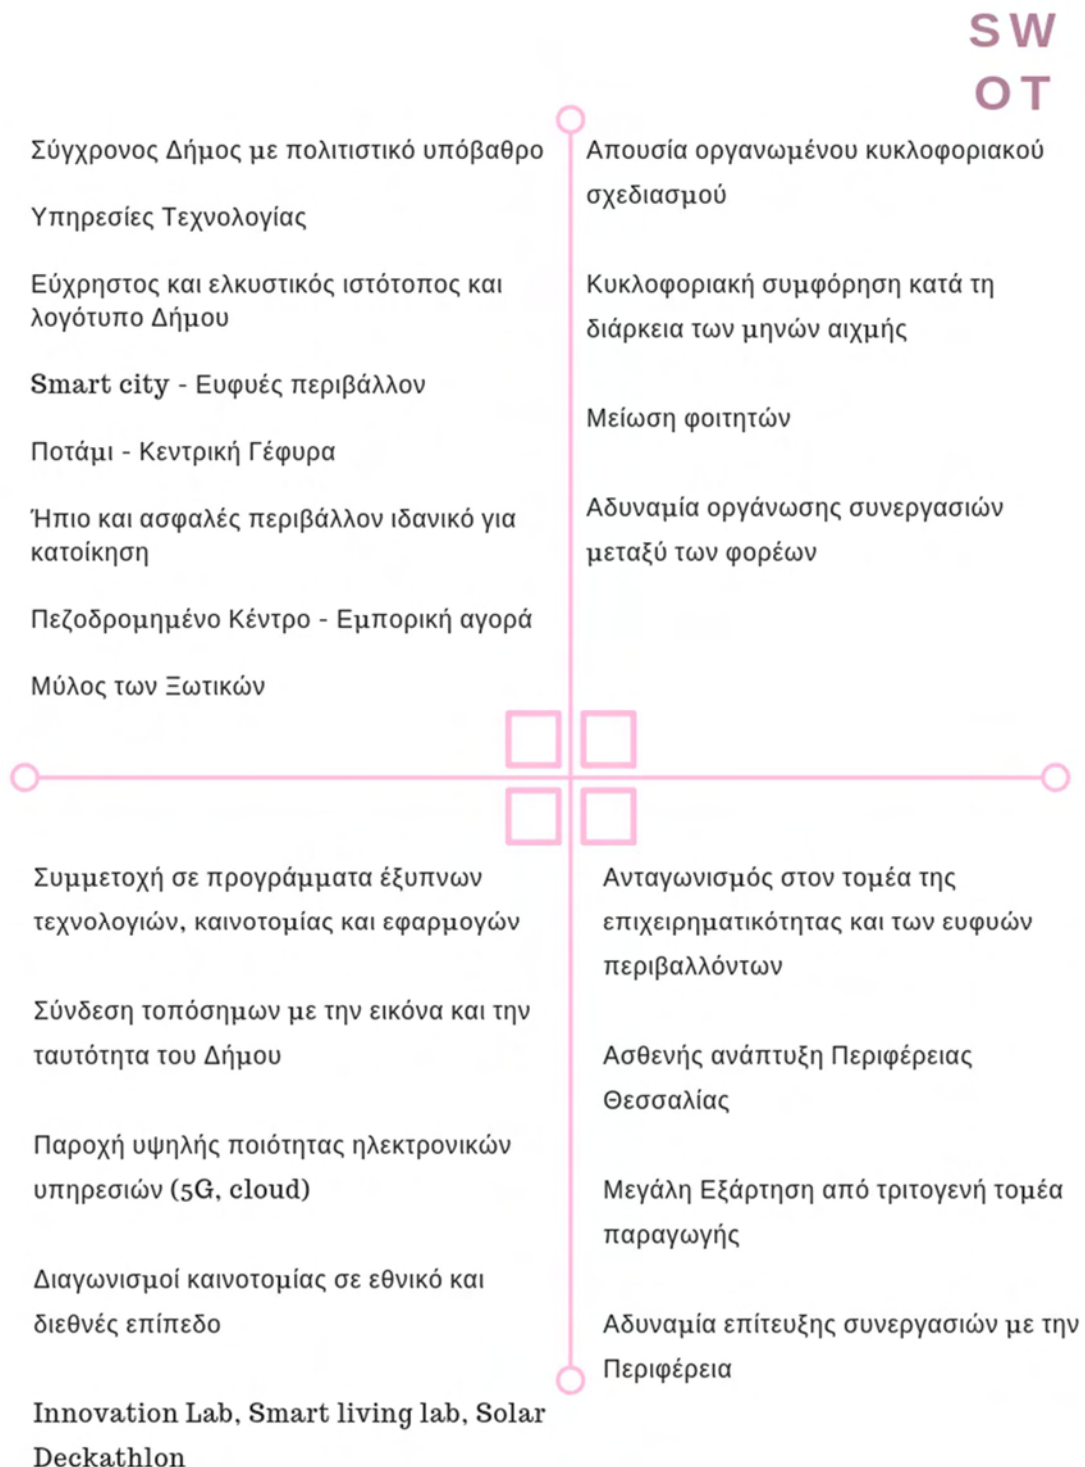 SW
OT
Σύγχρονος Δήμος με πολιτιστικό υπόβαθρο
Υπηρεσίες Τεχνολογίας
Εύχρηστος και ελκυστικός ιστότοπος και
λογότυπο Δήμου
Smart city - Ευφυές περιβάλλον
Ποτάμι - Κεντρική Γέφυρα
Ήπιο και ασφαλές περιβάλλον ιδανικό για
κατοίκηση
Πεζοδρομημένο Κέντρο - Εμπορική αγορά
Μύλος των Ξωτικών
Απουσία οργανωμένου κυκλοφοριακού
σχεδιασμού
Κυκλοφοριακή συμφόρηση κατά τη
διάρκεια των μηνών αιχμής
Μείωση φοιτητών
Αδυναμία οργάνωσης συνεργασιών
μεταξύ των φορέων
Συμμετοχή σε προγράμματα έξυπνων
τεχνολογιών, καινοτομίας και εφαρμογών
Σύνδεση τοπόσημων με την εικόνα και την
ταυτότητα του Δήμου
Παροχή υψηλής ποιότητας ηλεκτρονικών
υπηρεσιών (5G, cloud)
Διαγωνισμοί καινοτομίας σε εθνικό και
διεθνές επίπεδο
Innovation Lab, Smart living lab, Solar
Deckathlon
Ανταγωνισμός στον τομέα της
επιχειρηματικότητας και των ευφυών
περιβαλλόντων
Ασθενής ανάπτυξη Περιφέρειας
Θεσσαλίας
Μεγάλη Εξάρτηση από τριτογενή τομέα
παραγωγής
Αδυναμία επίτευξης συνεργασιών με την
Περιφέρεια